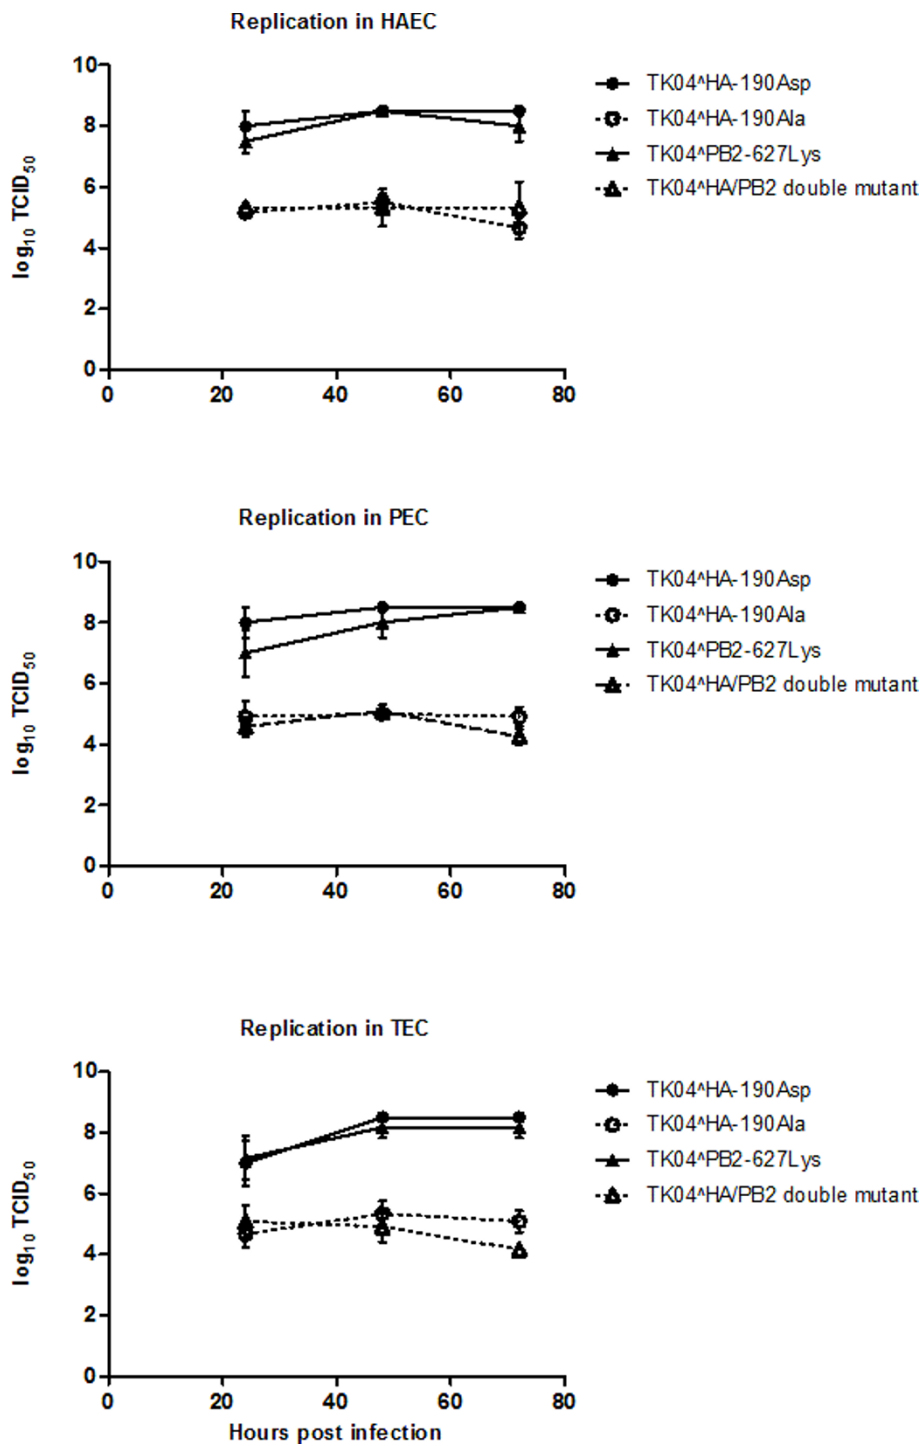 Replication in HAEC
log10 TCID50
10
8
6
4
2
0
0 20 40 60 80
TK04^HA-190Asp
TK04^HA-190Ala
TK04^PB2-627Lys
TK04^HA/PB2 double mutant
Replication in PEC
log10 TCID50
10
8
6
4
2
0
0 20 40 60 80
TK04^HA-190Asp
TK04^HA-190Ala
TK04^PB2-627Lys
TK04^HA/PB2 double mutant
Replication in TEC
log10 TCID50
10
8
6
4
2
0
0 20 40 60 80
Hours post infection
TK04^HA-190Asp
TK04^HA-190Ala
TK04^PB2-627Lys
TK04^HA/PB2 double mutant